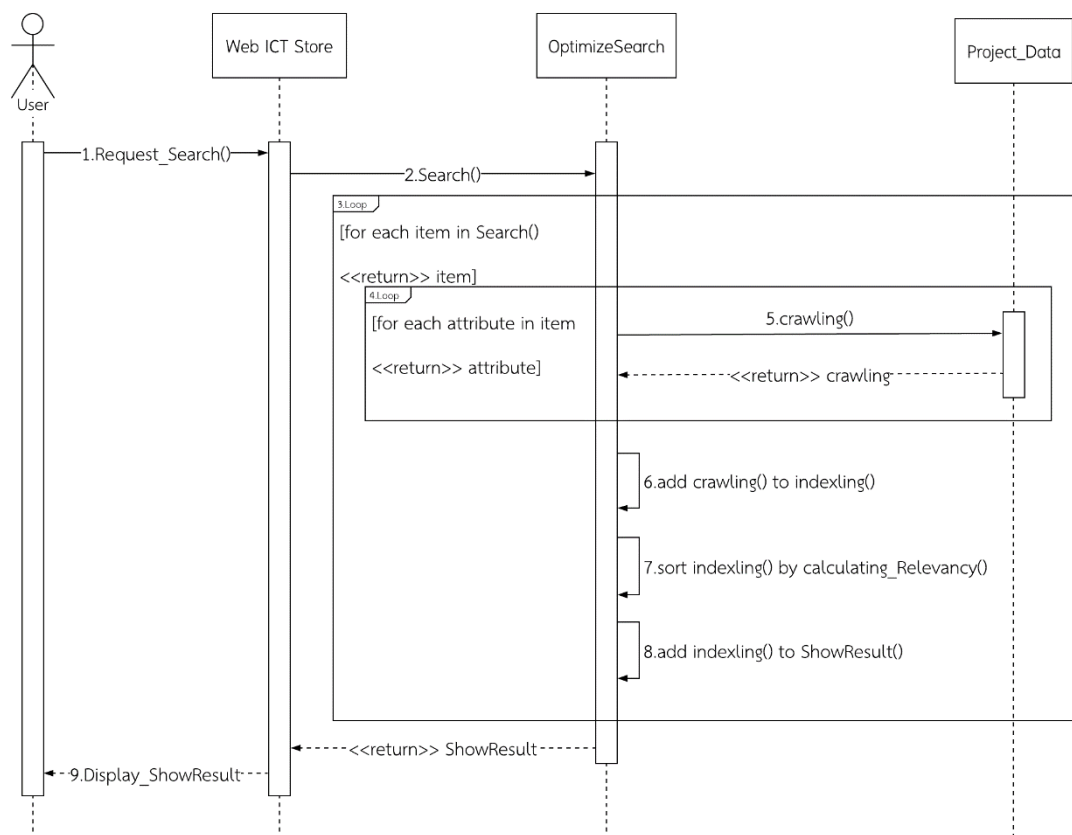 Web ICT Store
OptimizeSearch
Project_Data
User
1.Request_Search()
2.Search()
3.Loop
[for each item in Search()
<<return>> item]
4.Loop
[for each attribute in item
5.crawling()
<<return>> attribute]
<<return>> crawling
6.add crawling() to indexling()
7.sort indexling() by calculating_Relevancy()
8.add indexling() to ShowResult()
<<return>> ShowResult
9.Display_ShowResult